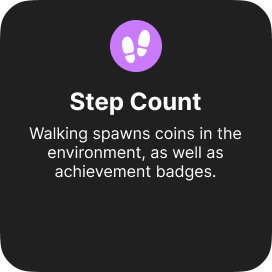 Step Count
Walking spawns coins in the
environment, as well as
achievement badges.